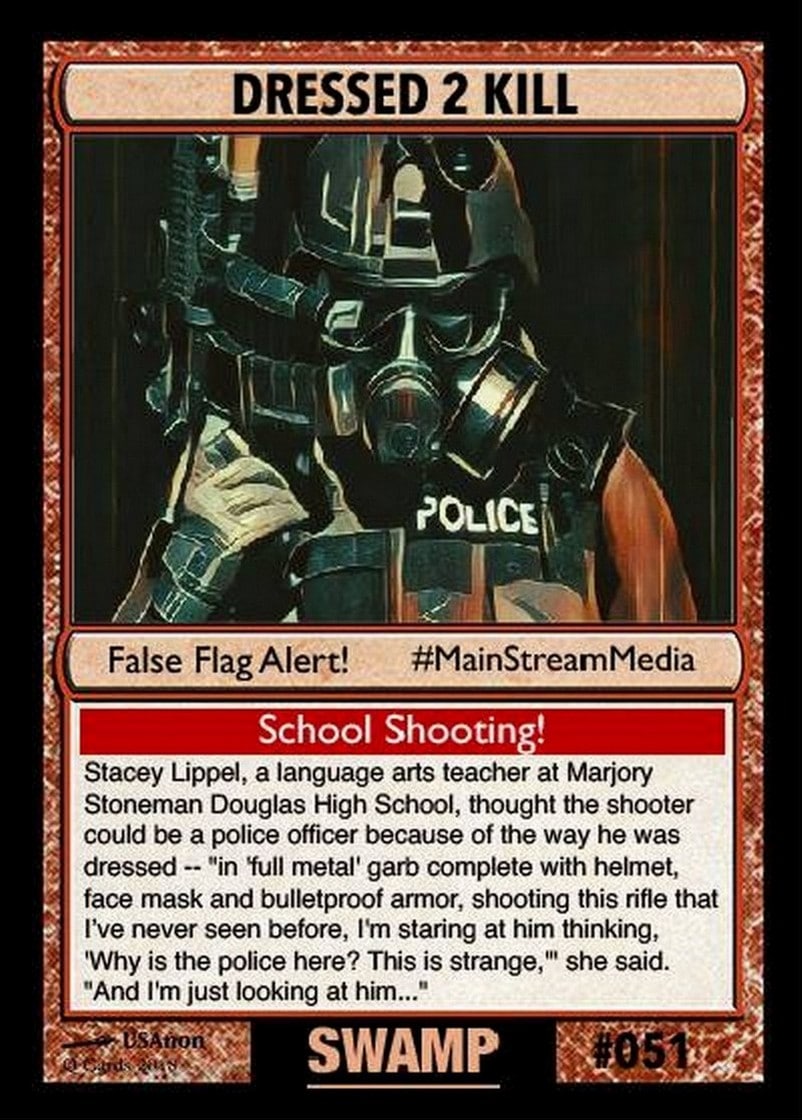 DRESSED 2 KILL
POLICE
False Flag Alert! #MainStreamMedia
School Shooting!
Stacey Lippel, a language arts teacher at Marjory
Stoneman Douglas High School, thought the shooter
could be a police officer because of the way he was
dressed -- "in 'full metal' garb complete with helmet,
face mask and bulletproof armor, shooting this rifle that
I've never seen before, I'm staring at him thinking,
'Why is the police here? This is strange,'" she said.
"And I'm just looking at him..."
USAnon
Cards 2018
SWAMP
#051